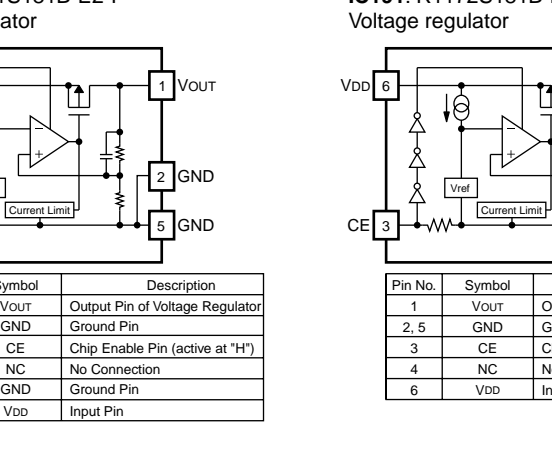 ator
Voltage regulator
1 VOUT
2 GND
5 GND
Current Limit
VDD 6
CE 3
Vref
Current Limit
Symbol Description
VOUT Output Pin of Voltage Regulator
GND Ground Pin
CE Chip Enable Pin (active at "H")
NC No Connection
GND Ground Pin
VDD Input Pin
Pin No. Symbol
1 VOUT
2, 5 GND
3 CE
4 NC
6 VDD